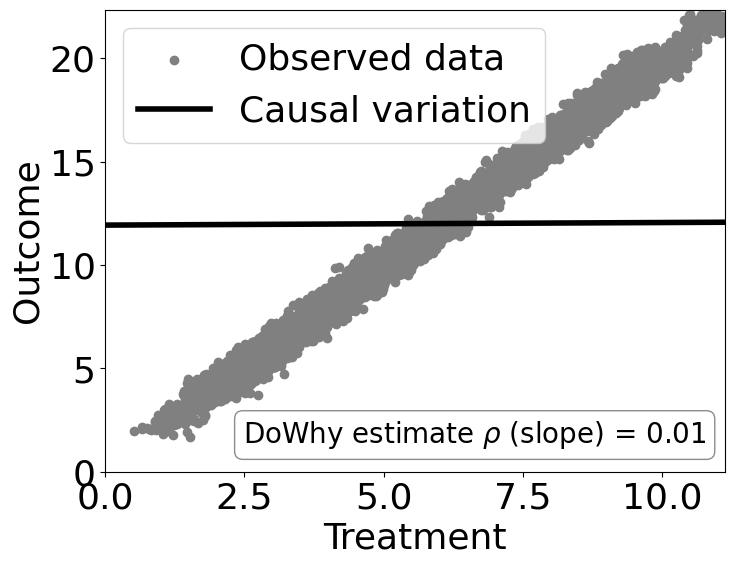 Observed data
Causal variation
Outcome
20
15
10
5
0
DoWhy estimate ρ (slope) = 0.01
0.0 2.5 5.0 7.5 10.0
Treatment